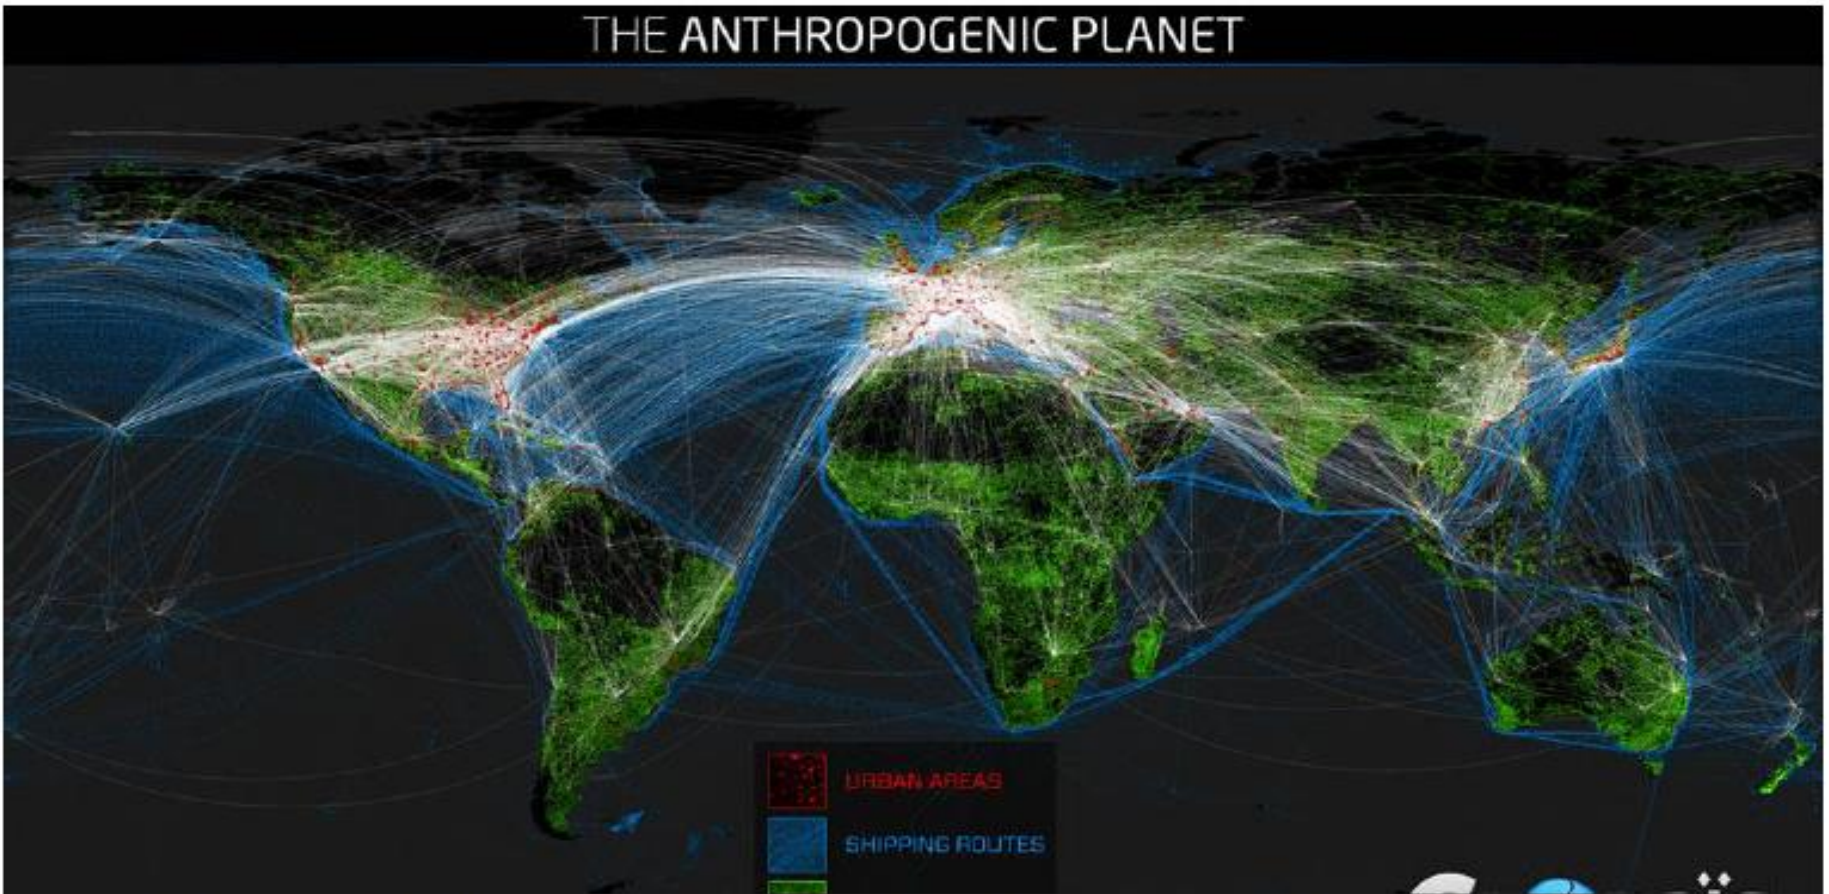 THE ANTHROPOGENIC PLANET
URBAN AREAS
SHIPPING ROUTES